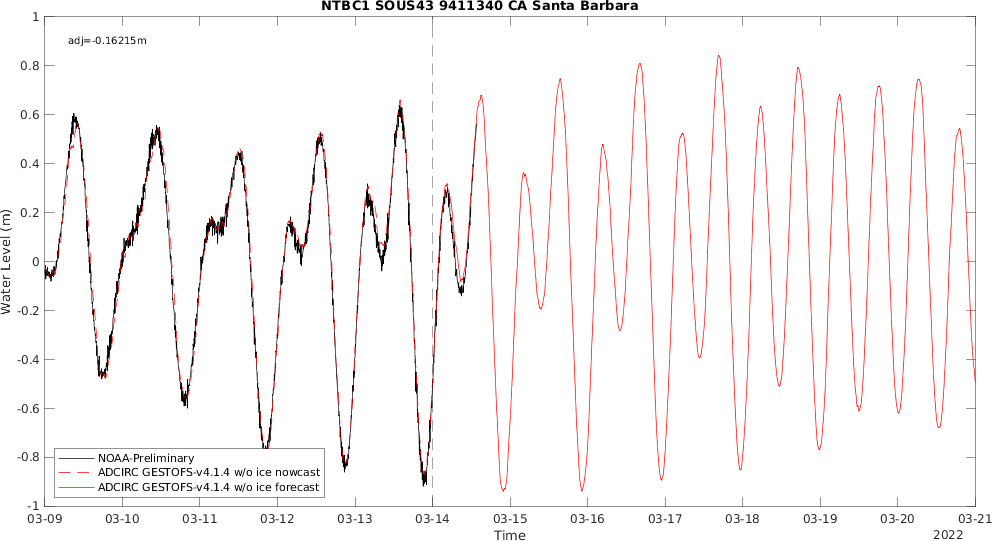 NTBC1 SOUS43 9411340 CA Santa Barbara
adj=-0.16215m
1
0.8
0.6
0.4
0.2
0
-0.2
-0.4
-0.6
-0.8
-1
Water Level (m)
NOAA-Preliminary
ADCIRC GESTOFS-v4.1.4 w/o ice nowcast
ADCIRC GESTOFS-v4.1.4 w/o ice forecast
03-09 03-10 03-11 03-12 03-13 03-14 03-15 03-16 03-17 03-18 03-19 03-20 03-21
Time
2022